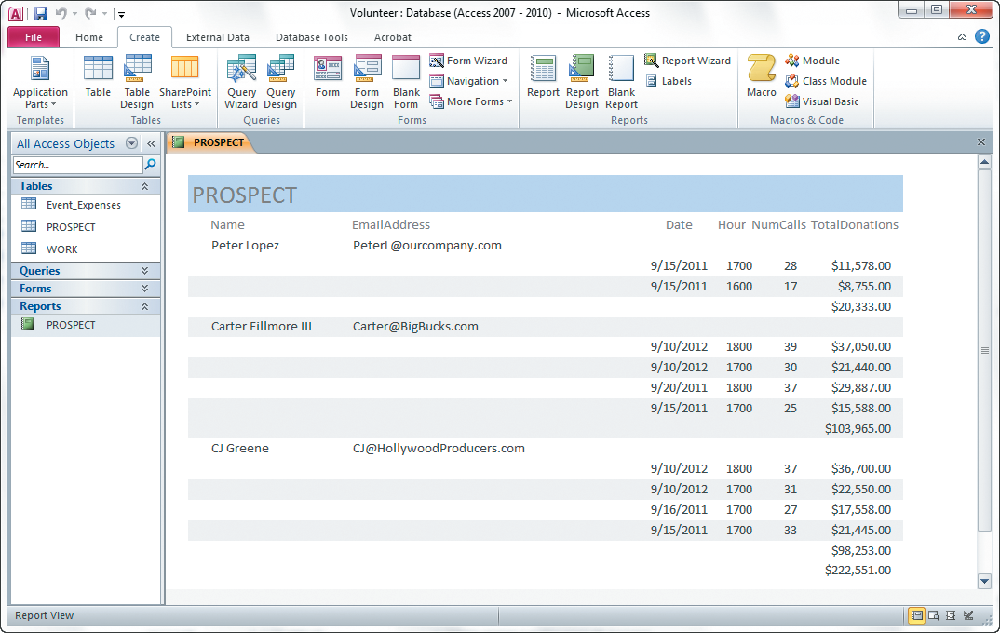 Volunteer : Database (Access 2007 - 2010) - Microsoft Access
File Home Create External Data Database Tools Acrobat
Application Parts
Table
Table Design
SharePoint Lists
Query Wizard
Query Design
Form
Form Design
Blank Form
Form Wizard
Navigation
More Forms
Report
Report Design
Blank Report
Report Wizard
Labels
Macro
Module
Class Module
Visual Basic
Templates Tables Queries Forms Reports Macros & Code
All Access Objects
Search...
Tables
Event_Expenses
PROSPECT
WORK
Queries
Forms
Reports
PROSPECT
PROSPECT
PROSPECT
Name EmailAddress Date Hour NumCalls TotalDonations
Peter Lopez PeterL@ourcompany.com
9/15/2011 1700 28 $11,578.00
9/15/2011 1600 17 $8,755.00
$20,333.00
Carter Fillmore III Carter@BigBucks.com
9/10/2012 1800 39 $37,050.00
9/10/2012 1700 30 $21,440.00
9/20/2011 1800 37 $29,887.00
9/15/2011 1700 25 $15,588.00
$103,965.00
CJ Greene CJ@HollywoodProducers.com
9/10/2012 1800 37 $36,700.00
9/10/2012 1700 31 $22,550.00
9/16/2011 1700 27 $17,558.00
9/15/2011 1700 33 $21,445.00
$98,253.00
$222,551.00
Report View